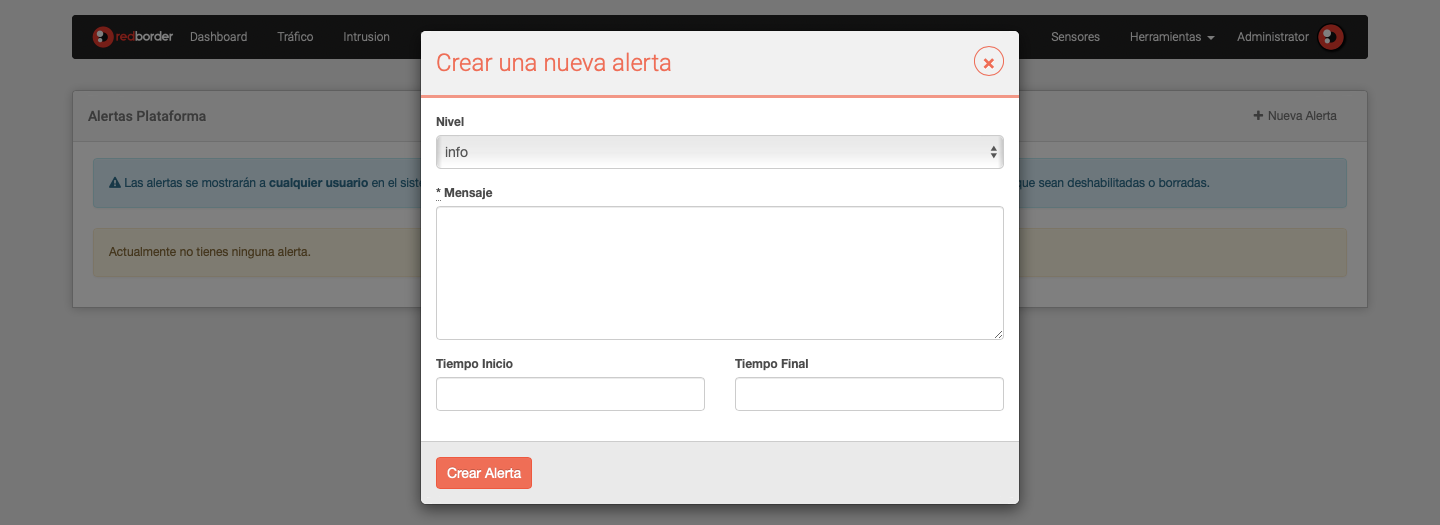 redborder Dashboard Tráfico Intrusion Sensores Herramientas Administrator
Crear una nueva alerta
Alertas Plataforma
+ Nueva Alerta
Nivel
info
Las alertas se mostrarán a cualquier usuario en el
que sean deshabilitadas o borradas.
* Mensaje
Actualmente no tienes ninguna alerta.
Tiempo Inicio Tiempo Final
Crear Alerta